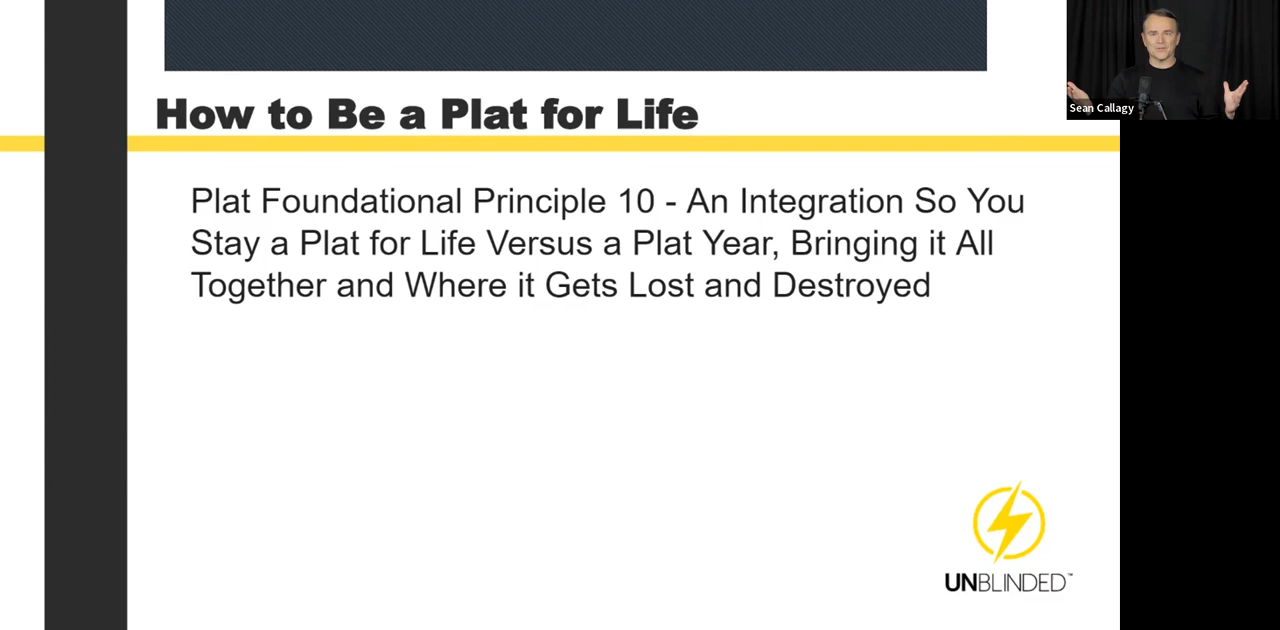 How to Be a Plat for Life
Sean Callagy
Plat Foundational Principle 10 - An Integration So You
Stay a Plat for Life Versus a Plat Year, Bringing it All
Together and Where it Gets Lost and Destroyed
UNBLINDED™